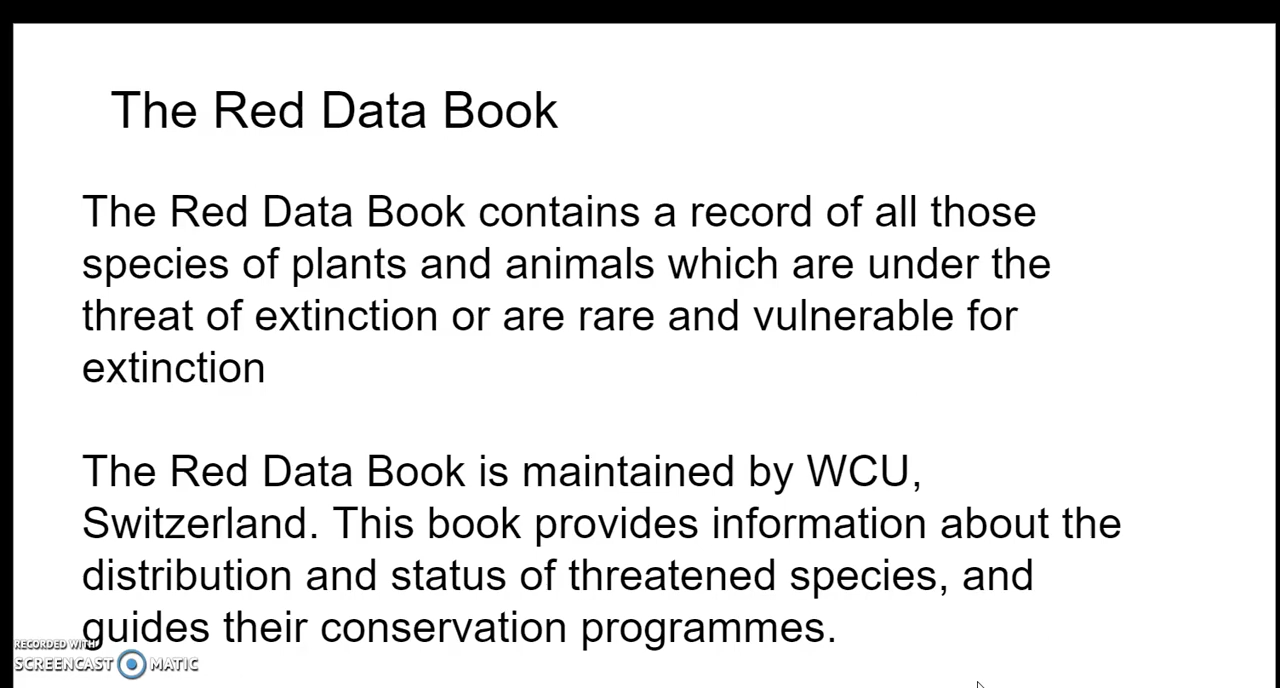 The Red Data Book
The Red Data Book contains a record of all those
species of plants and animals which are under the
threat of extinction or are rare and vulnerable for
extinction
The Red Data Book is maintained by WCU,
Switzerland. This book provides information about the
distribution and status of threatened species, and
guides their conservation programmes.
RECORDED WITH
SCREENCAST MATIC